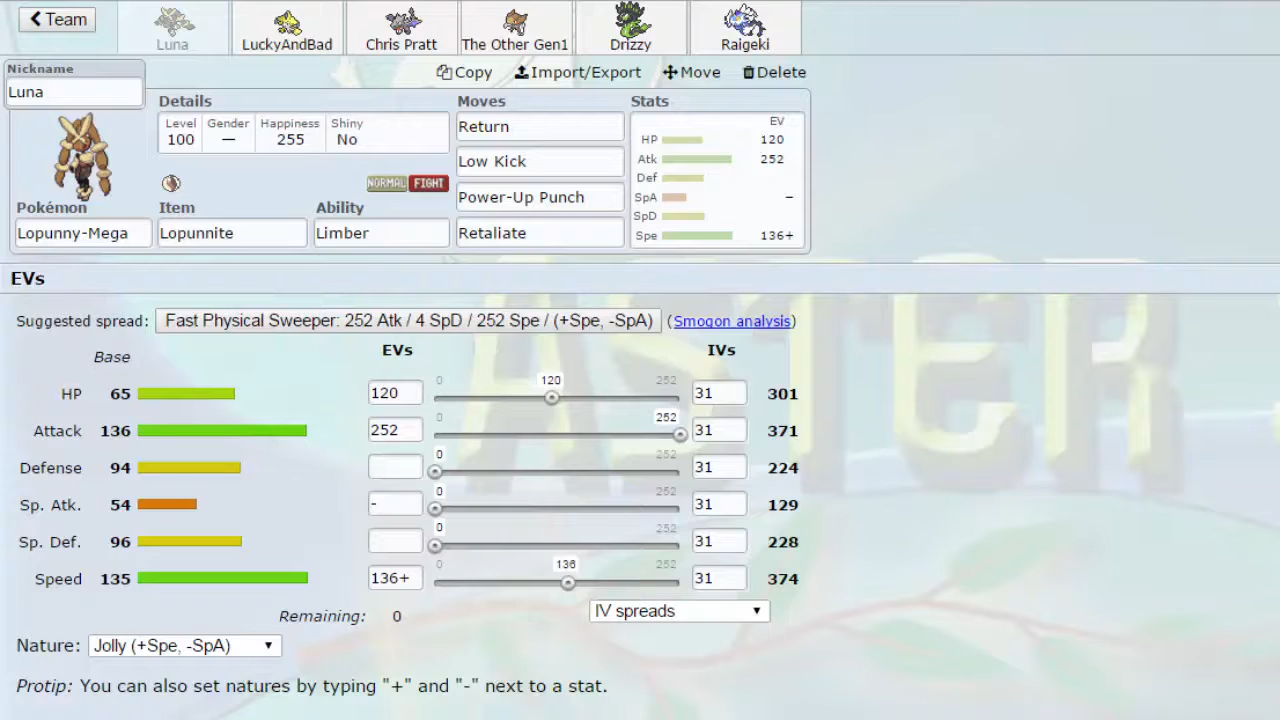 Team
Luna
LuckyAndBad
Chris Pratt
The Other Gen1
Drizzy
Raigeki
Copy
Import/Export
Move
Delete
Nickname
Luna
Details
Level
100
Gender
—
Happiness
255
Shiny
No
NORMAL FIGHT
Pokémon
Lopunny-Mega
Item
Lopunnite
Ability
Limber
Moves
Return
Low Kick
Power-Up Punch
Retaliate
Stats
EV
HP 120
Atk 252
Def
SpA –
SpD
Spe 136+
EVs
Suggested spread: Fast Physical Sweeper: 252 Atk / 4 SpD / 252 Spe / (+Spe, -SpA) (Smogon analysis)
Base EVs IVs
HP 65 120 0 120 252 31 301
Attack 136 252 0 252 31 371
Defense 94 0 252 31 224
Sp. Atk. 54 - 0 252 31 129
Sp. Def. 96 0 252 31 228
Speed 135 136+ 0 136 252 31 374
Remaining: 0
IV spreads
Nature: Jolly (+Spe, -SpA)
Protip: You can also set natures by typing "+" and "-" next to a stat.
ASTER